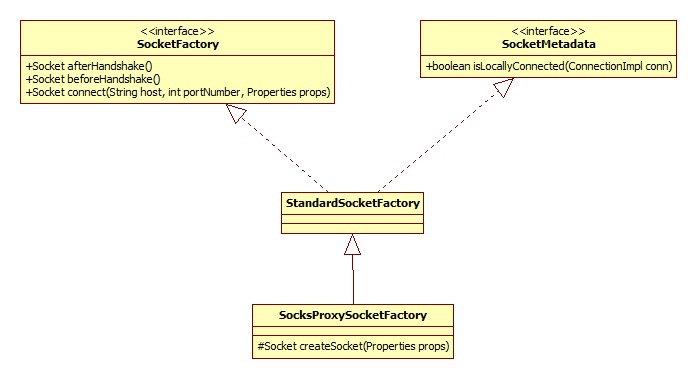 <<interface>>
SocketFactory
+Socket afterHandshake()
+Socket beforeHandshake()
+Socket connect(String host, int portNumber, Properties props)
<<interface>>
SocketMetadata
+boolean isLocallyConnected(ConnectionImpl conn)
StandardSocketFactory
SocksProxySocketFactory
#Socket createSocket(Properties props)